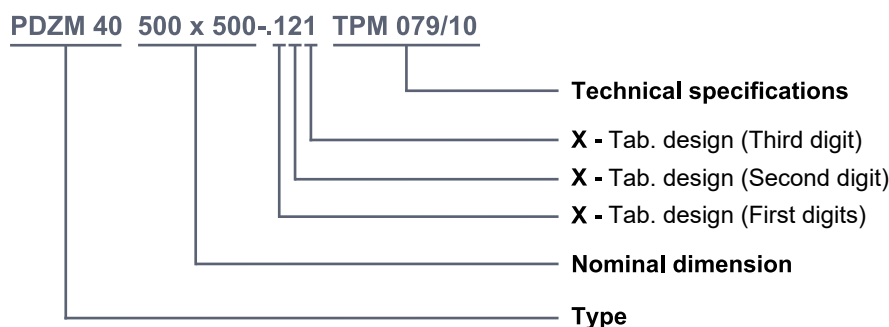 PDZM 40 500 x 500-.121 TPM 079/10
Technical specifications
X - Tab. design (Third digit)
X - Tab. design (Second digit)
X - Tab. design (First digits)
Nominal dimension
Type